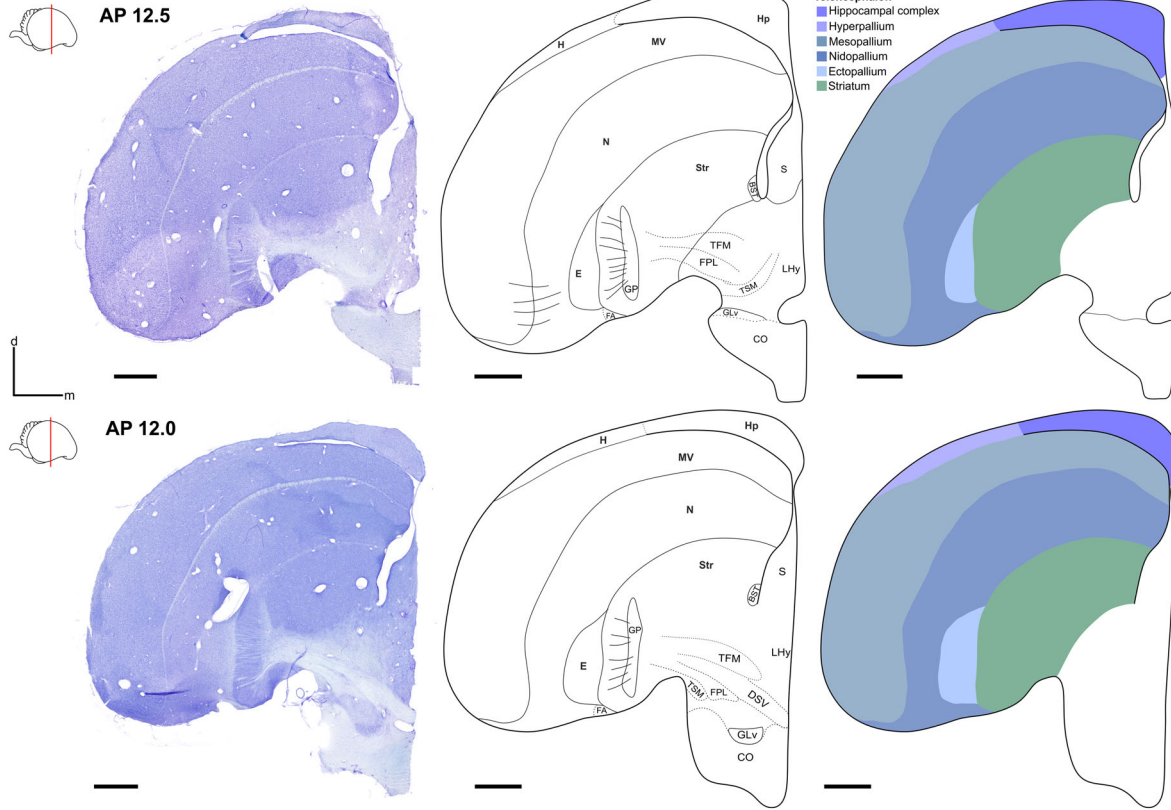 AP 12.5
Hippocampal complex
Hyperpallium
Mesopallium
Nidopallium
Ectopallium
Striatum
Hp
H
MV
N
Str
BST
S
TFM
FPL
TSM
LHy
E
GP
FA
GLv
CO
d
m
AP 12.0
H
Hp
MV
N
Str
S
BST
GP
E
TFM
LHy
TSM
FPL
DSV
FA
GLv
CO